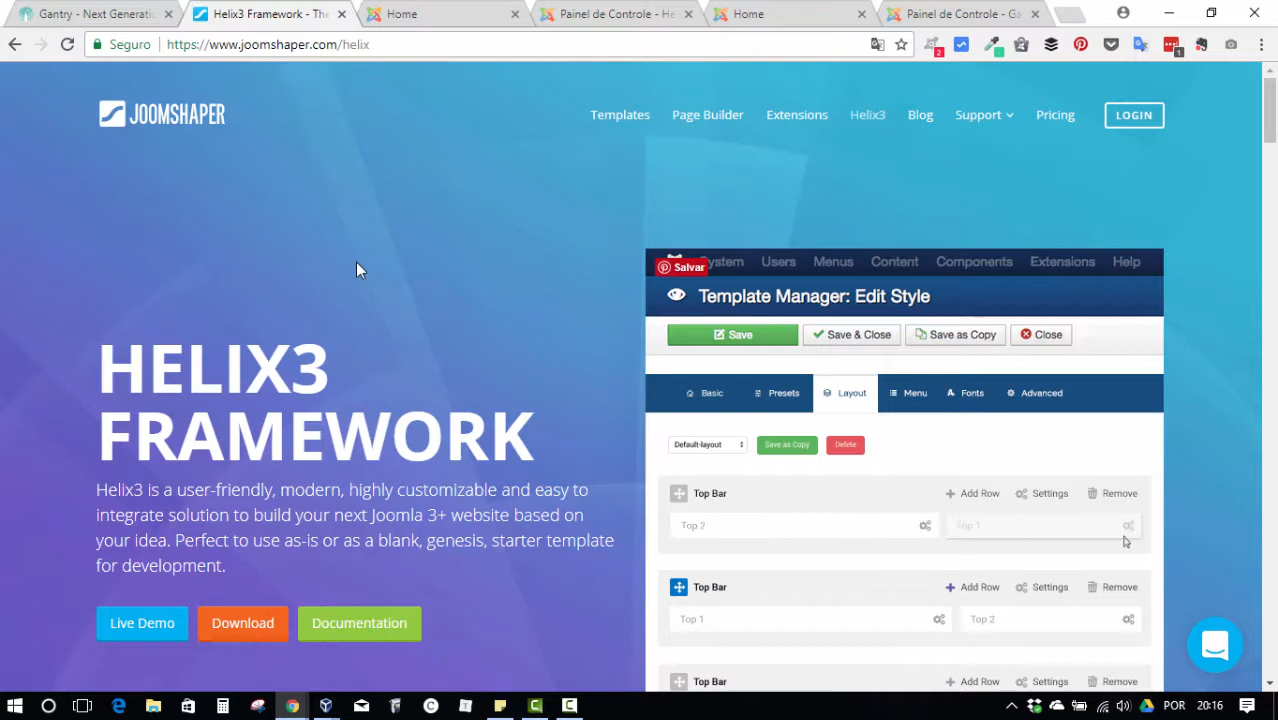 Gantry - Next Generatio
Helix3 Framework - The
Home
Painel de Controle - He
Home
Painel de Controle - Ga
Seguro
https://www.joomshaper.com/helix
2
1
JOOMSHAPER
Templates
Page Builder
Extensions
Helix3
Blog
Support
Pricing
LOGIN
System Users Menus Content Components Extensions Help
Salvar
Template Manager: Edit Style
Save
Save & Close
Save as Copy
Close
Basic
Presets
Layout
Menu
Fonts
Advanced
Default-layout
Save as Copy
Delete
Top Bar
Add Row
Settings
Remove
Top 2
Top 1
Top Bar
Add Row
Settings
Remove
Top 1
Top 2
Top Bar
Add Row
Settings
Remove
HELIX3
FRAMEWORK
Helix3 is a user-friendly, modern, highly customizable and easy to
integrate solution to build your next Joomla 3+ website based on
your idea. Perfect to use as-is or as a blank, genesis, starter template
for development.
Live Demo
Download
Documentation
POR
20:16